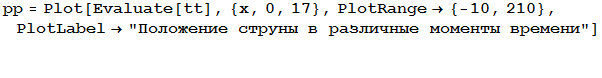 pp = Plot[Evaluate[tt], {x, 0, 17}, PlotRange → {-10, 210},
PlotLabel → "Положение струны в различные моменты времени"]